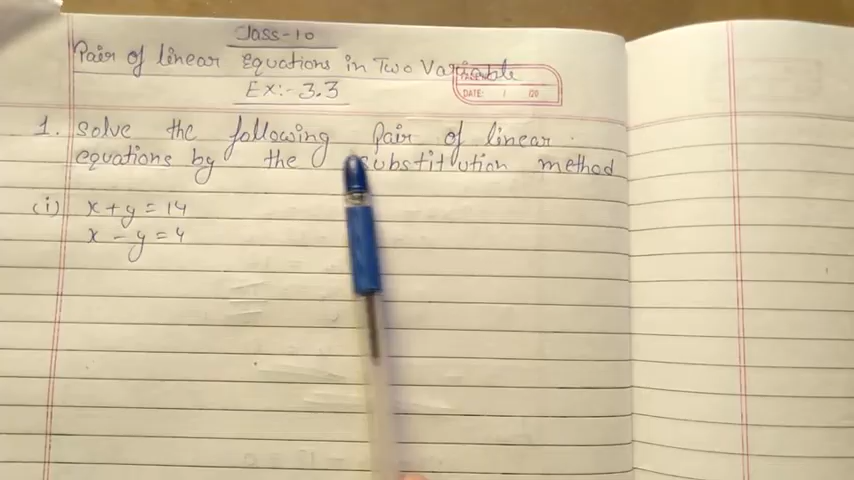 Class-10
Pair of linear Equations in Two Variable
Ex:- 3.3
DATE:
1. Solve the following Pair of linear
equations by the substitution method
(i) x + y = 14
x - y = 4